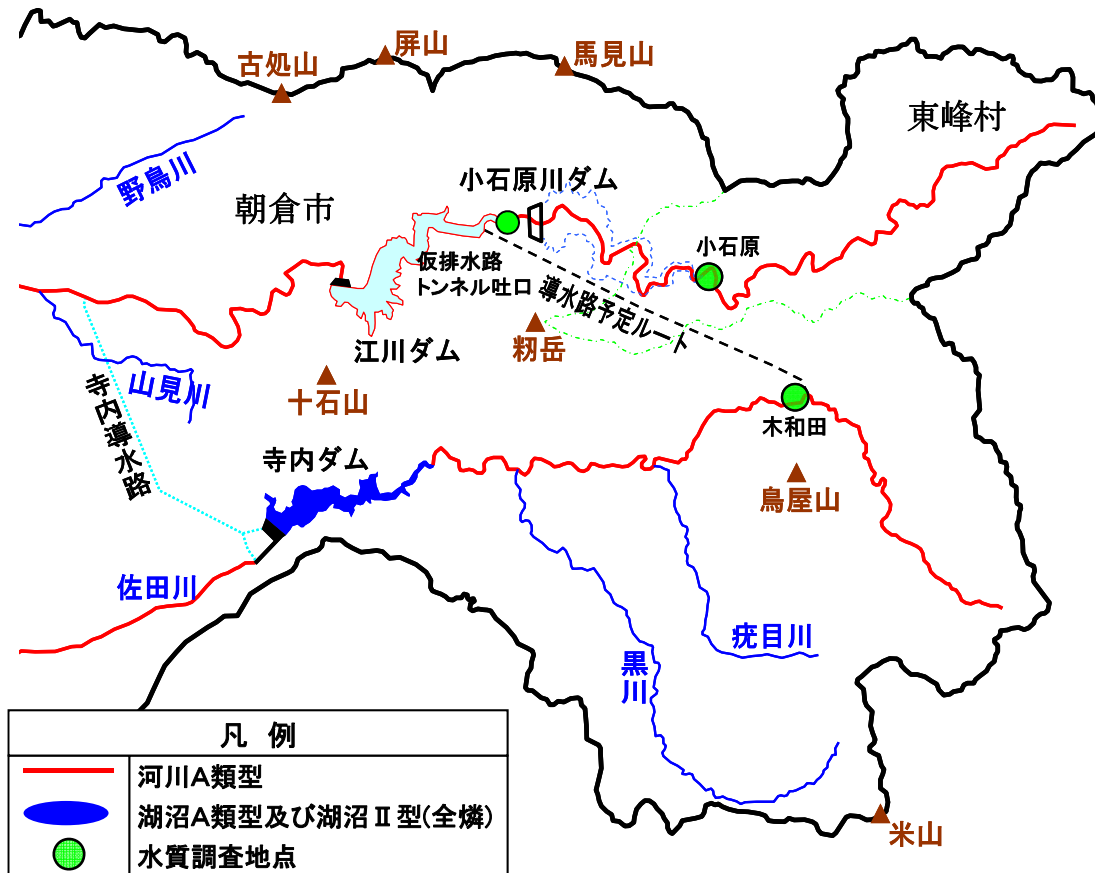 屏山
古処山
馬見山
東峰村
野鳥川
朝倉市
小石原川ダム
小石原
仮排水路
トンネル吐口
導水路予定ルート
江川ダム
籾岳
山見川
十石山
寺内導水路
木和田
寺内ダム
鳥屋山
佐田川
疣目川
黒川
凡 例
河川A類型
湖沼A類型及び湖沼Ⅱ型(全燐)
水質調査地点
米山